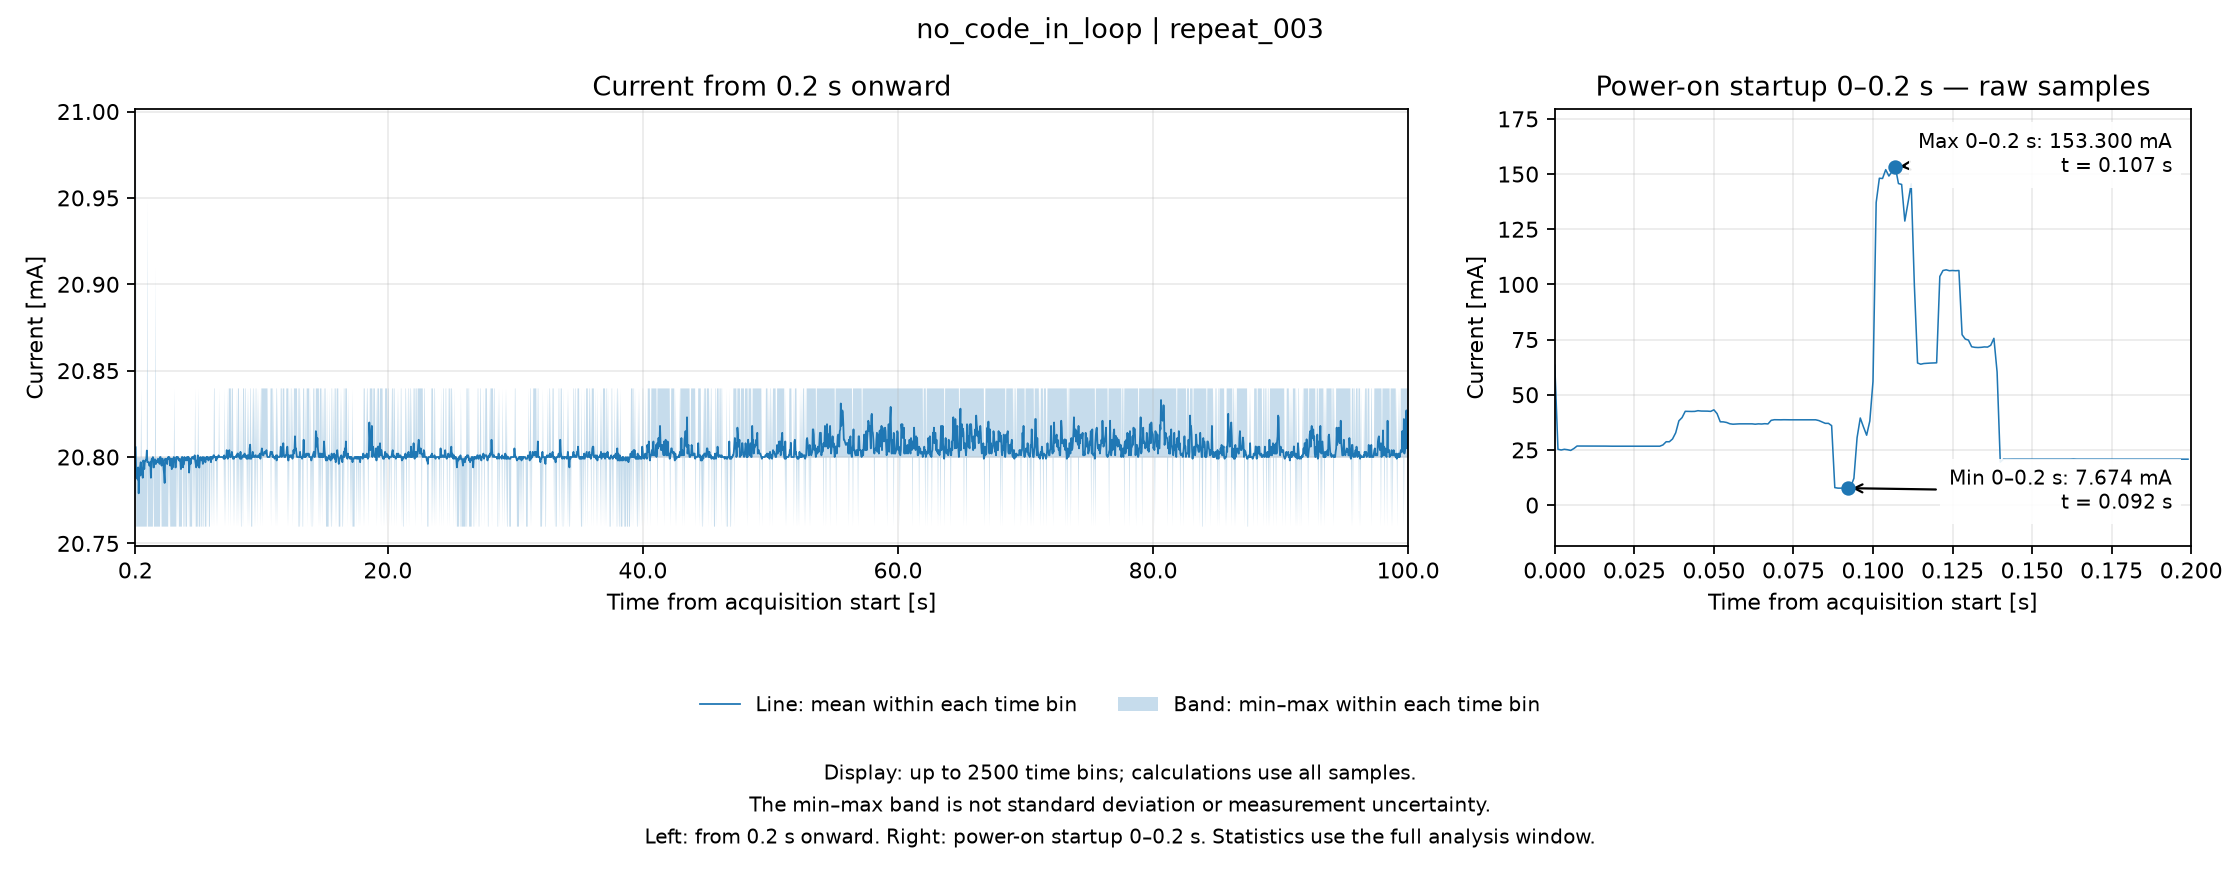 no_code_in_loop | repeat_003
Current from 0.2 s onward
Current [mA]
21.00
20.95
20.90
20.85
20.80
20.75
0.2
20.0
40.0
60.0
80.0
100.0
Time from acquisition start [s]
Power-on startup 0–0.2 s — raw samples
Current [mA]
175
150
125
100
75
50
25
0
Max 0–0.2 s: 153.300 mA
t = 0.107 s
Min 0–0.2 s: 7.674 mA
t = 0.092 s
0.000
0.025
0.050
0.075
0.100
0.125
0.150
0.175
0.200
Time from acquisition start [s]
Line: mean within each time bin
Band: min–max within each time bin
Display: up to 2500 time bins; calculations use all samples.
The min–max band is not standard deviation or measurement uncertainty.
Left: from 0.2 s onward. Right: power-on startup 0–0.2 s. Statistics use the full analysis window.